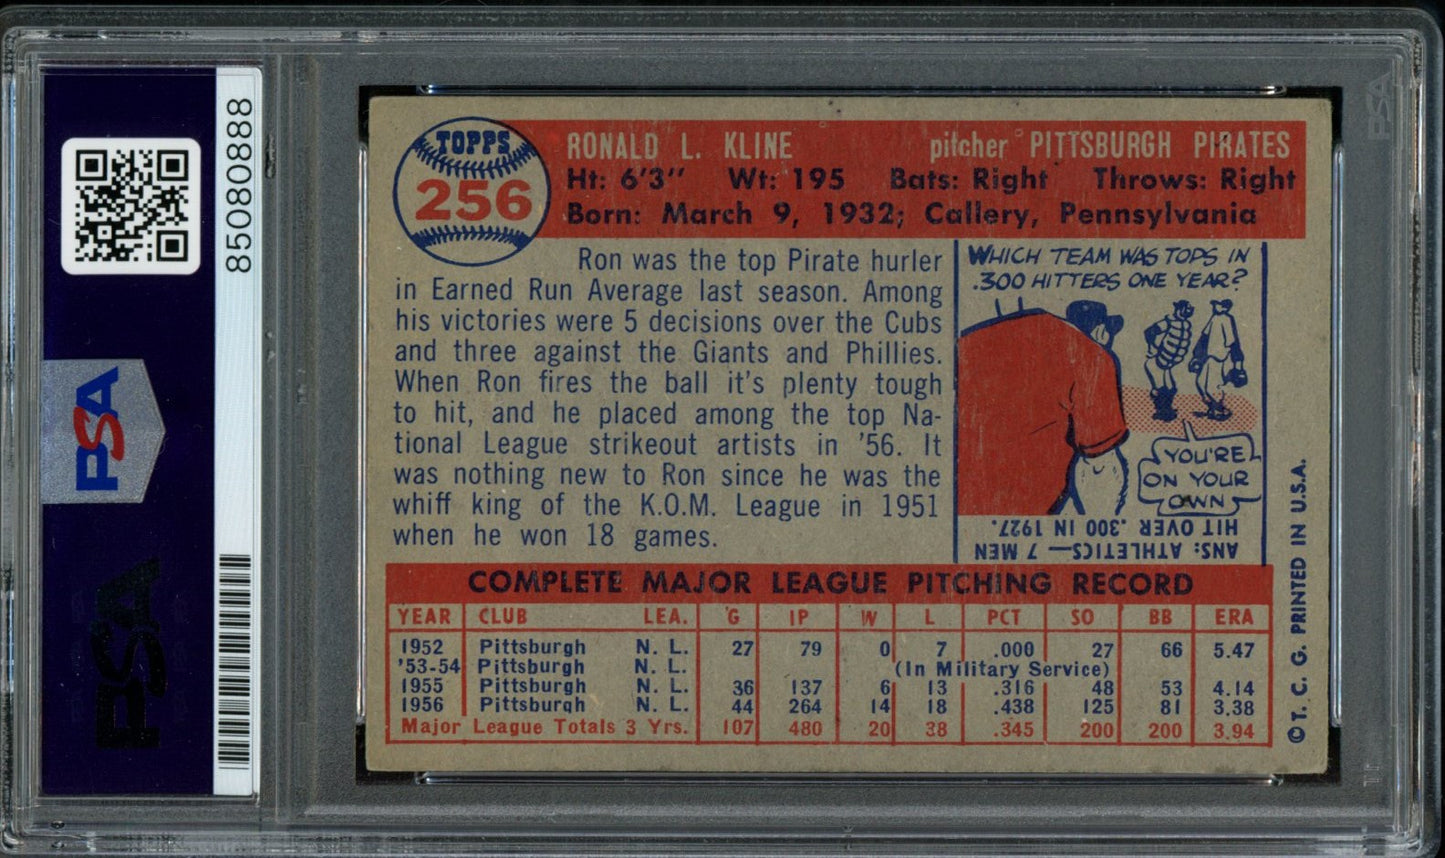 85080888
PSA
PSA
PSA
TOPPS
256
RONALD L. KLINE pitcher PITTSBURGH PIRATES
Ht: 6'3" Wt: 195 Bats: Right Throws: Right
Born: March 9, 1932; Callery, Pennsylvania
Ron was the top Pirate hurler
in Earned Run Average last season. Among
his victories were 5 decisions over the Cubs
and three against the Giants and Phillies.
When Ron fires the ball it's plenty tough
to hit, and he placed among the top Na-
tional League strikeout artists in '56. It
was nothing new to Ron since he was the
whiff king of the K.O.M. League in 1951
when he won 18 games.
WHICH TEAM WAS TOPS IN
.300 HITTERS ONE YEAR?
YOU'RE
ON YOUR
OWN
ANS: ATHLETICS—7 MEN
HIT OVER .300 IN 1927.
COMPLETE MAJOR LEAGUE PITCHING RECORD
YEAR CLUB LEA. G IP W L PCT SO BB ERA
1952 Pittsburgh N. L. 27 79 0 7 .000 27 66 5.47
'53-54 Pittsburgh N. L. (In Military Service)
1955 Pittsburgh N. L. 36 137 6 13 .316 48 53 4.14
1956 Pittsburgh N. L. 44 264 14 18 .438 125 81 3.38
Major League Totals 3 Yrs. 107 480 20 38 .345 200 200 3.94
©T. C. G. PRINTED IN U.S.A.